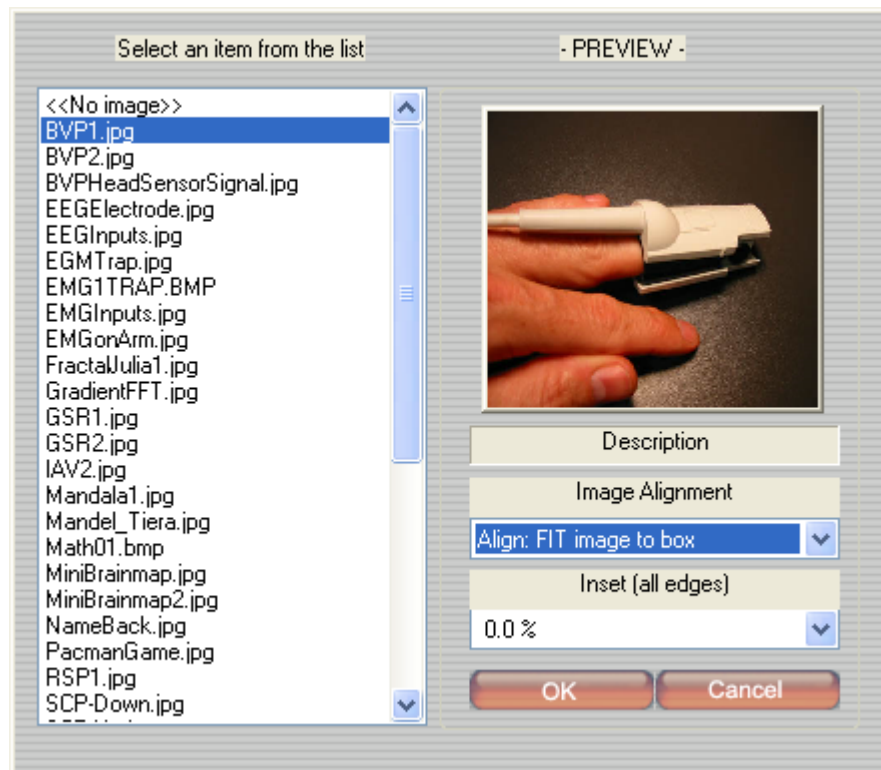 Select an item from the list
- PREVIEW -
<<No image>>
BVP1.jpg
BVP2.jpg
BVPHeadSensorSignal.jpg
EEGElectrode.jpg
EEGInputs.jpg
EGMTrap.jpg
EMG1TRAP.BMP
EMGInputs.jpg
EMGonArm.jpg
FractalJulia1.jpg
GradientFFT.jpg
GSR1.jpg
GSR2.jpg
IAV2.jpg
Mandala1.jpg
Mandel_Tiera.jpg
Math01.bmp
MiniBrainmap.jpg
MiniBrainmap2.jpg
NameBack.jpg
PacmanGame.jpg
RSP1.jpg
SCP-Down.jpg
Description
Image Alignment
Align: FIT image to box
Inset (all edges)
0.0 %
OK
Cancel